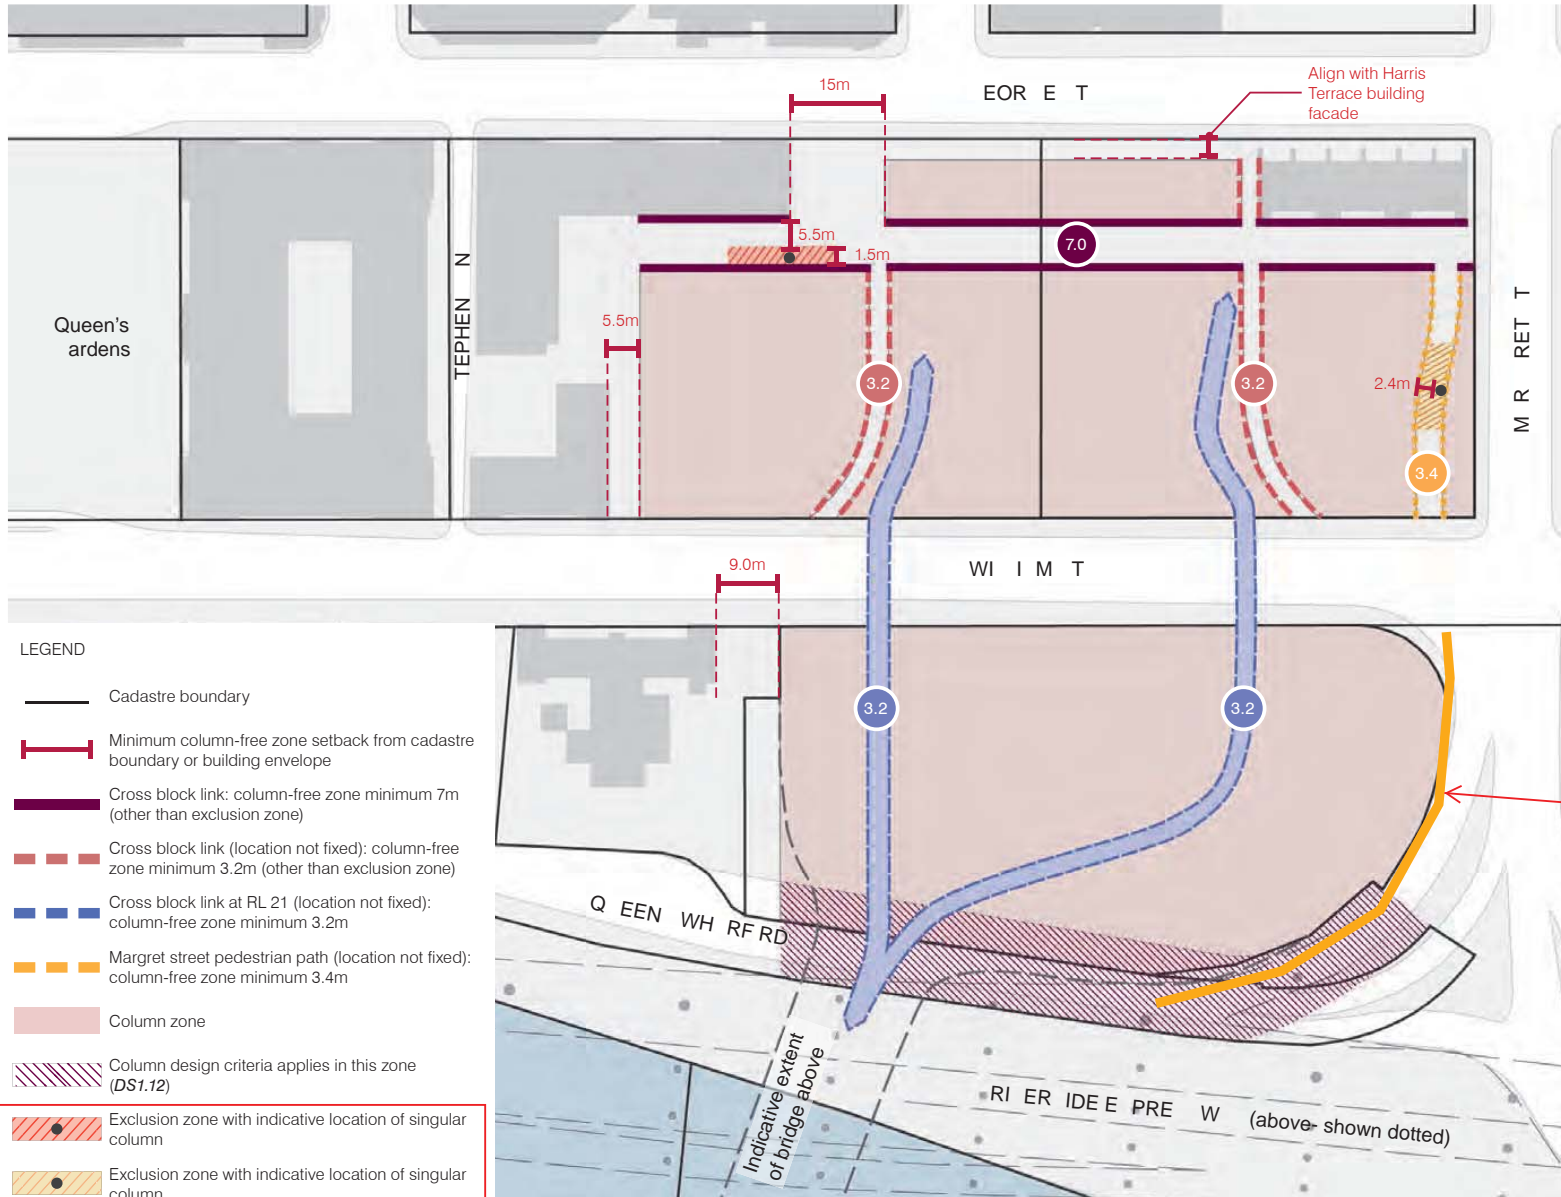 15m
EOR E T
Align with Harris
Terrace building
facade
5.5m
7.0
1.5m
TEPHEN N
Queen's
ardens
5.5m
M R RET T
3.2
3.2
2.4m
3.4
9.0m
WI I M T
3.2
3.2
Q EEN WH RF RD
Indicative extent
of bridge above
RI ER IDE E PRE W (above- shown dotted)
LEGEND
Cadastre boundary
Minimum column-free zone setback from cadastre
boundary or building envelope
Cross block link: column-free zone minimum 7m
(other than exclusion zone)
Cross block link (location not fixed): column-free
zone minimum 3.2m (other than exclusion zone)
Cross block link at RL 21 (location not fixed):
column-free zone minimum 3.2m
Margret street pedestrian path (location not fixed):
column-free zone minimum 3.4m
Column zone
Column design criteria applies in this zone
(DS1.12)
Exclusion zone with indicative location of singular
column
Exclusion zone with indicative location of singular
column